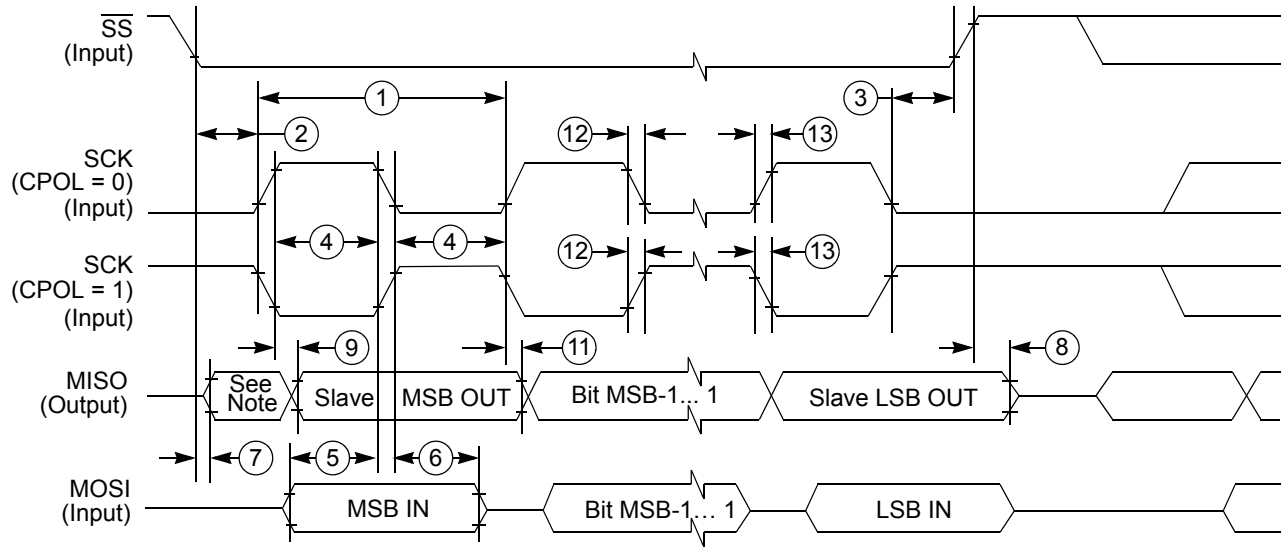 S̅S̅
(Input)
1
3
2
12
13
SCK
(CPOL = 0)
(Input)
4
4
12
13
SCK
(CPOL = 1)
(Input)
9
11
8
MISO
(Output)
See
Note
Slave
MSB OUT
Bit MSB-1... 1
Slave LSB OUT
7
5
6
MOSI
(Input)
MSB IN
Bit MSB-1... 1
LSB IN